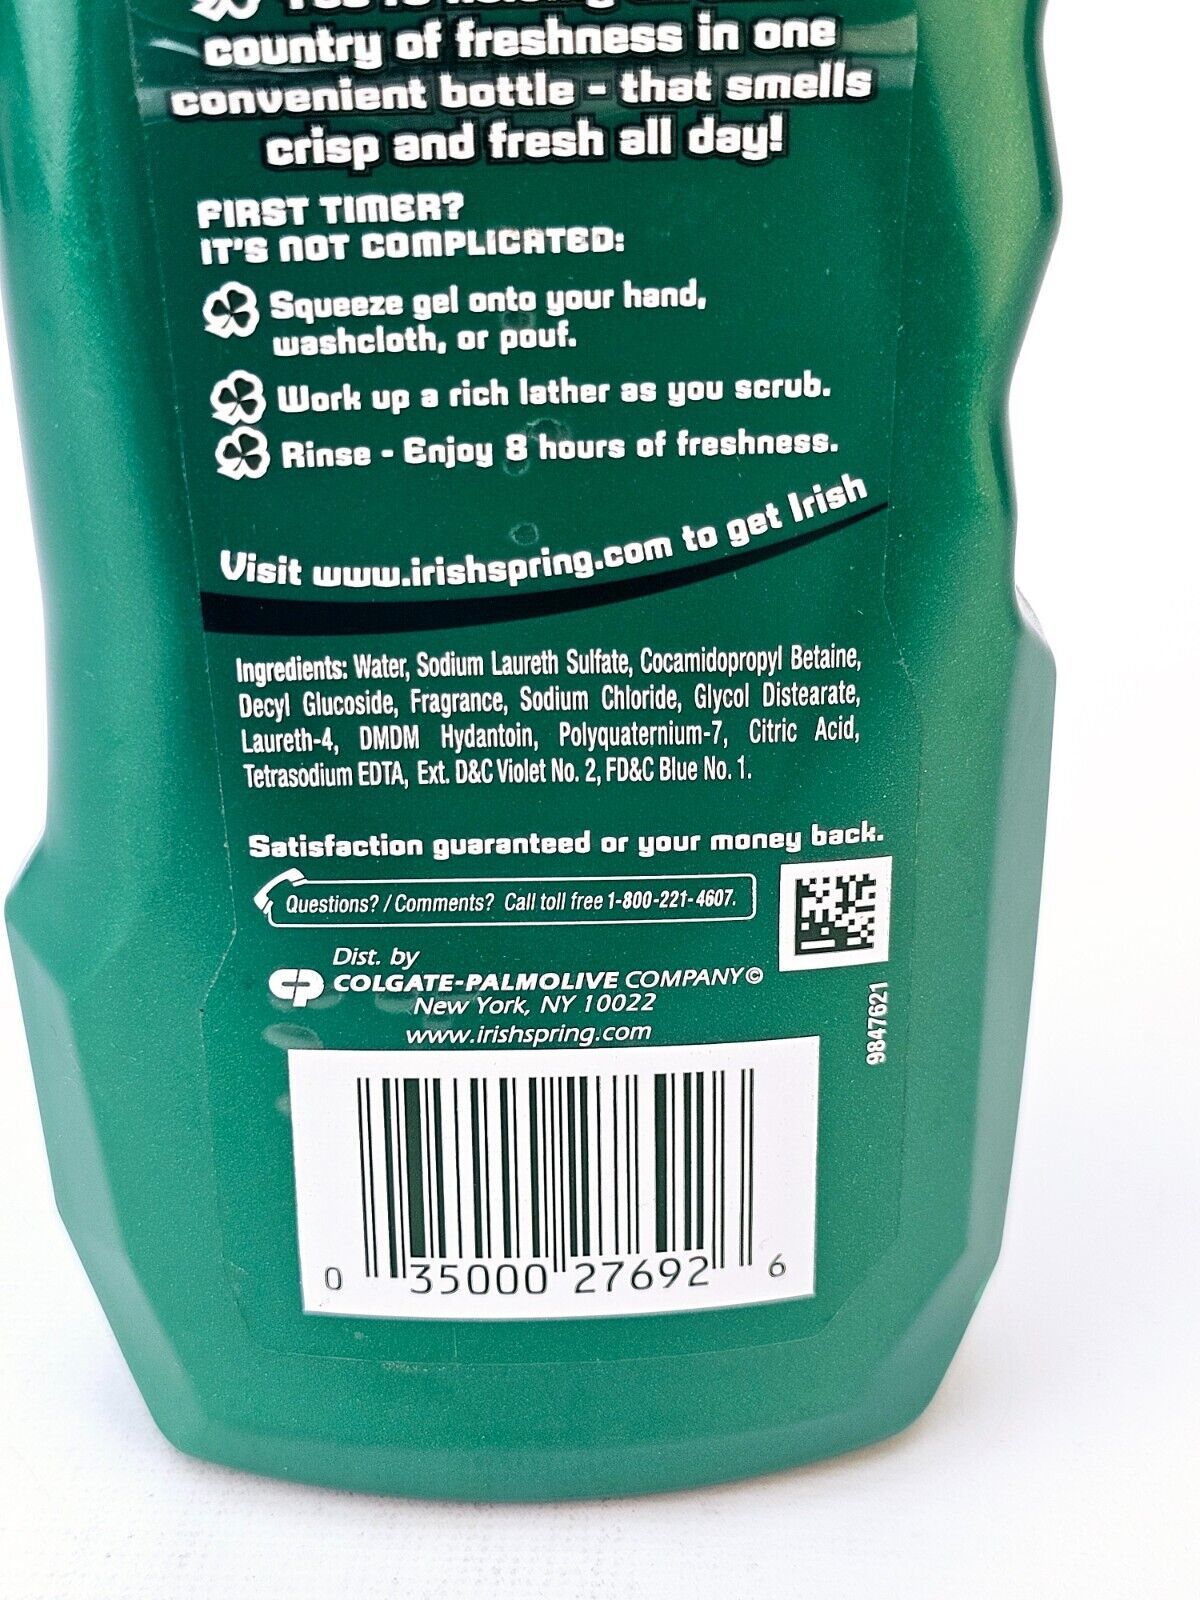 country of freshness in one
convenient bottle - that smells
crisp and fresh all day!
FIRST TIMER?
IT'S NOT COMPLICATED:
Squeeze gel onto your hand,
washcloth, or pouf.
Work up a rich lather as you scrub.
Rinse - Enjoy 8 hours of freshness.
Visit www.irishspring.com to get Irish
Ingredients: Water, Sodium Laureth Sulfate, Cocamidopropyl Betaine,
Decyl Glucoside, Fragrance, Sodium Chloride, Glycol Distearate,
Laureth-4, DMDM Hydantoin, Polyquaternium-7, Citric Acid,
Tetrasodium EDTA, Ext. D&C Violet No. 2, FD&C Blue No. 1.
Satisfaction guaranteed or your money back.
Questions? / Comments? Call toll free 1-800-221-4607.
Dist. by
CP COLGATE-PALMOLIVE COMPANY©
New York, NY 10022
www.irishspring.com
9847621
0 35000 27692 6